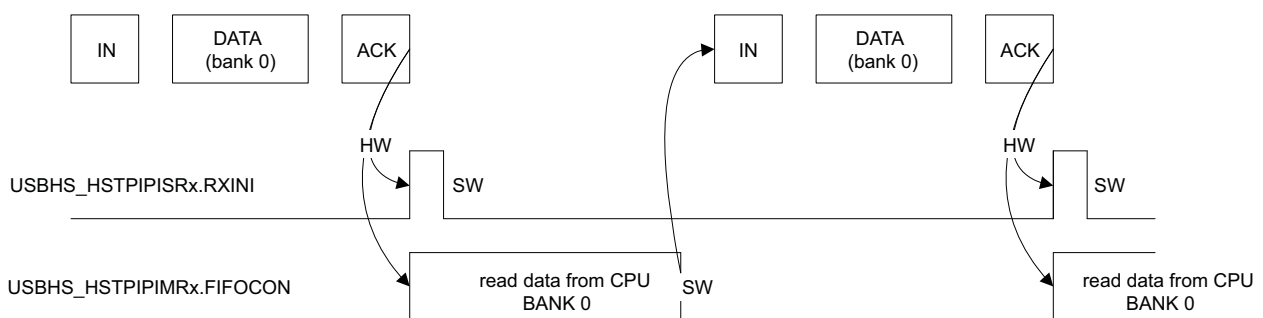 IN
DATA
(bank 0)
ACK
IN
DATA
(bank 0)
ACK
HW
HW
USBHS_HSTPIPISRx.RXINI
SW
SW
USBHS_HSTPIPIMRx.FIFOCON
read data from CPU
BANK 0
SW
read data from CPU
BANK 0